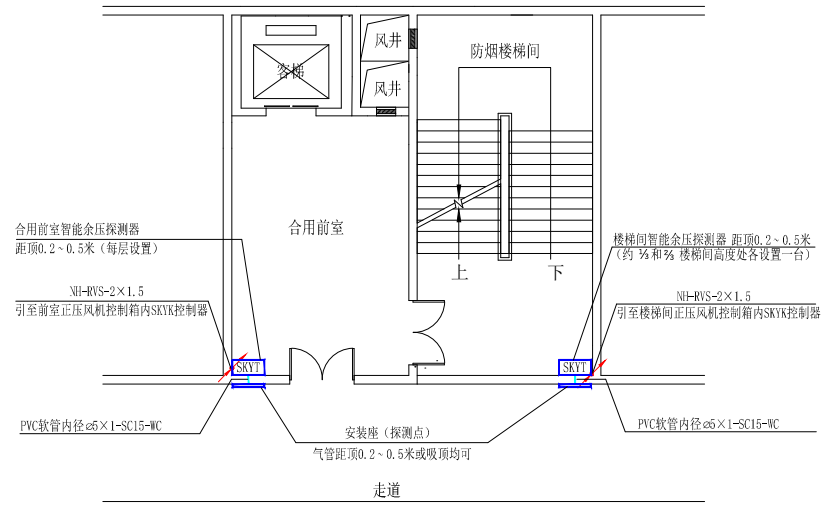 风井
防烟楼梯间
客梯
风井
合用前室
合用前室智能余压探测器
距顶0.2~0.5米（每层设置）
楼梯间智能余压探测器 距顶0.2~0.5米
（约 ⅓和⅔ 楼梯间高度处各设置一台）
上
下
NH-RVS-2×1.5
引至前室正压风机控制箱内SKYK控制器
NH-RVS-2×1.5
引至楼梯间正压风机控制箱内SKYK控制器
SKYT
SKYT
PVC软管内径⌀5×1-SC15-WC
安装座（探测点）
PVC软管内径⌀5×1-SC15-WC
气管距顶0.2~0.5米或吸顶均可
走道